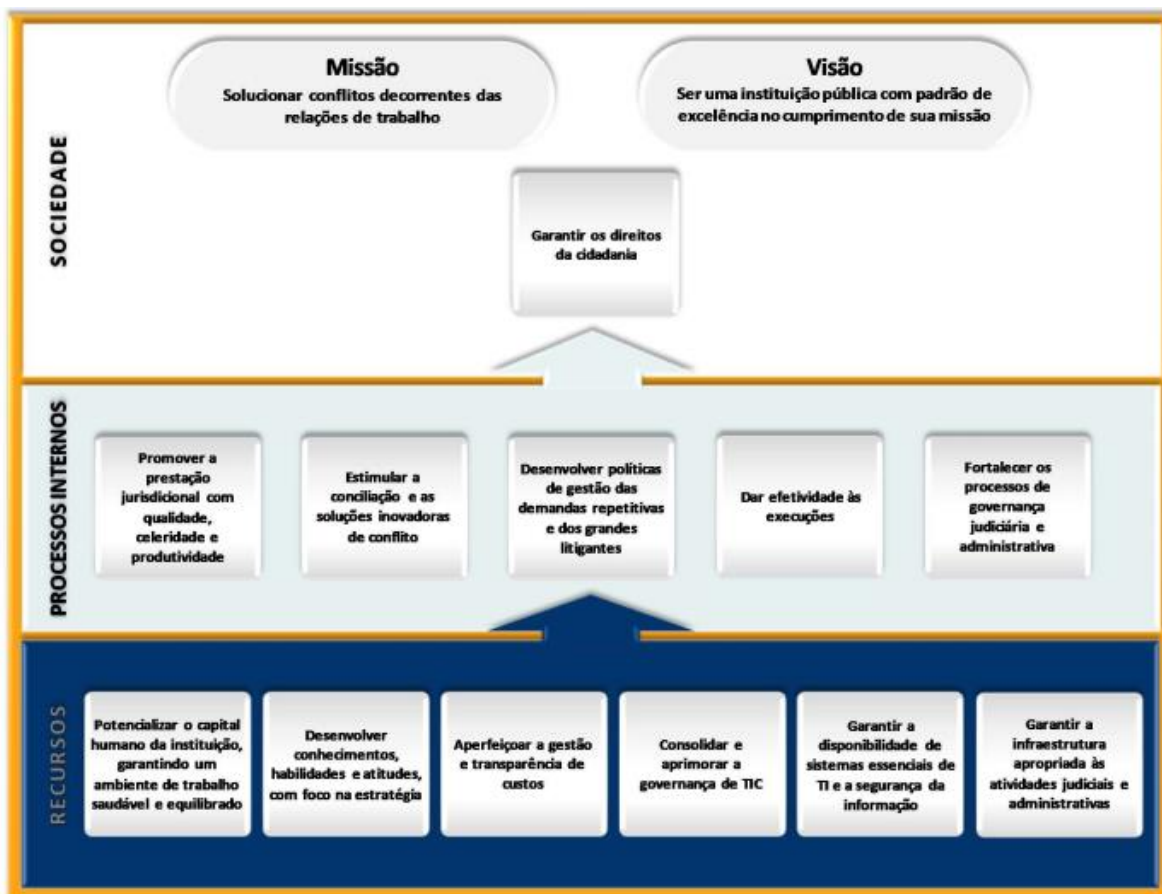 SOCIEDADE
Missão
Solucionar conflitos decorrentes das
relações de trabalho
Visão
Ser uma instituição pública com padrão de
excelência no cumprimento de sua missão
Garantir os direitos
da cidadania
PROCESSOS INTERNOS
Promover a
prestação
jurisdicional com
qualidade,
celeridade e
produtividade
Estimular a
conciliação e as
soluções inovadoras
de conflito
Desenvolver políticas
de gestão das
demandas repetitivas
e dos grandes
litigantes
Dar efetividade às
execuções
Fortalecer os
processos de
governança
judiciária e
administrativa
RECURSOS
Potencializar o capital
humano da instituição,
garantindo um
ambiente de trabalho
saudável e equilibrado
Desenvolver
conhecimentos,
habilidades e atitudes,
com foco na estratégia
Aperfeiçoar a gestão
e transparência de
custos
Consolidar e
aprimorar a
governança de TIC
Garantir a
disponibilidade de
sistemas essenciais de
TI e a segurança da
informação
Garantir a
infraestrutura
apropriada às
atividades judiciais e
administrativas